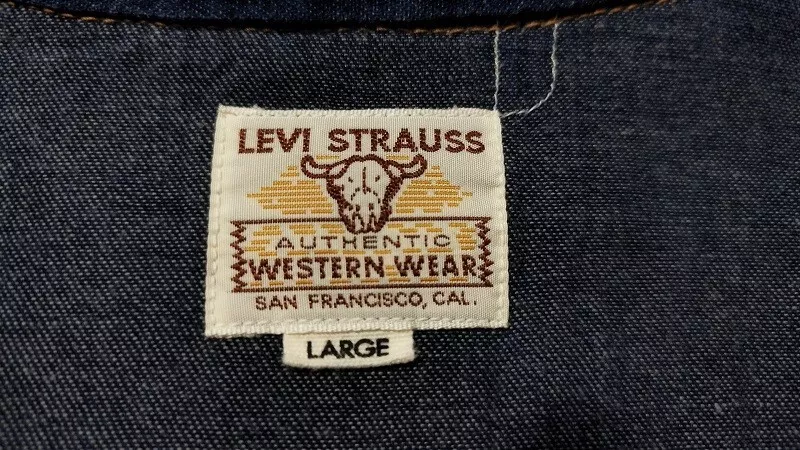 LEVI STRAUSS
AUTHENTIC
WESTERN WEAR
SAN FRANCISCO, CAL.
LARGE